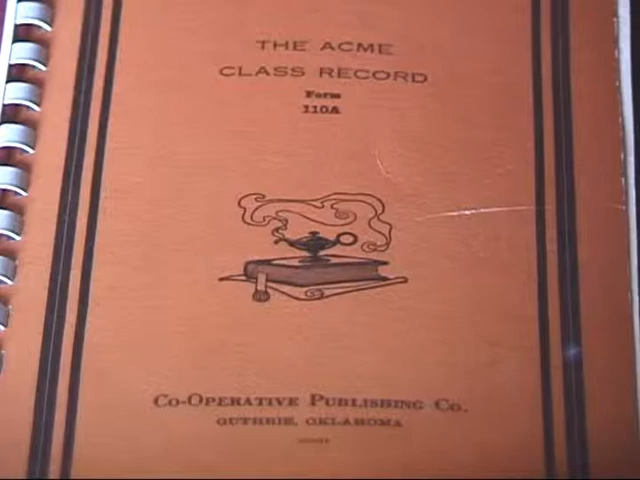 THE ACME
CLASS RECORD
Form
110A
CO-OPERATIVE PUBLISHING CO.
GUTHRIE, OKLAHOMA